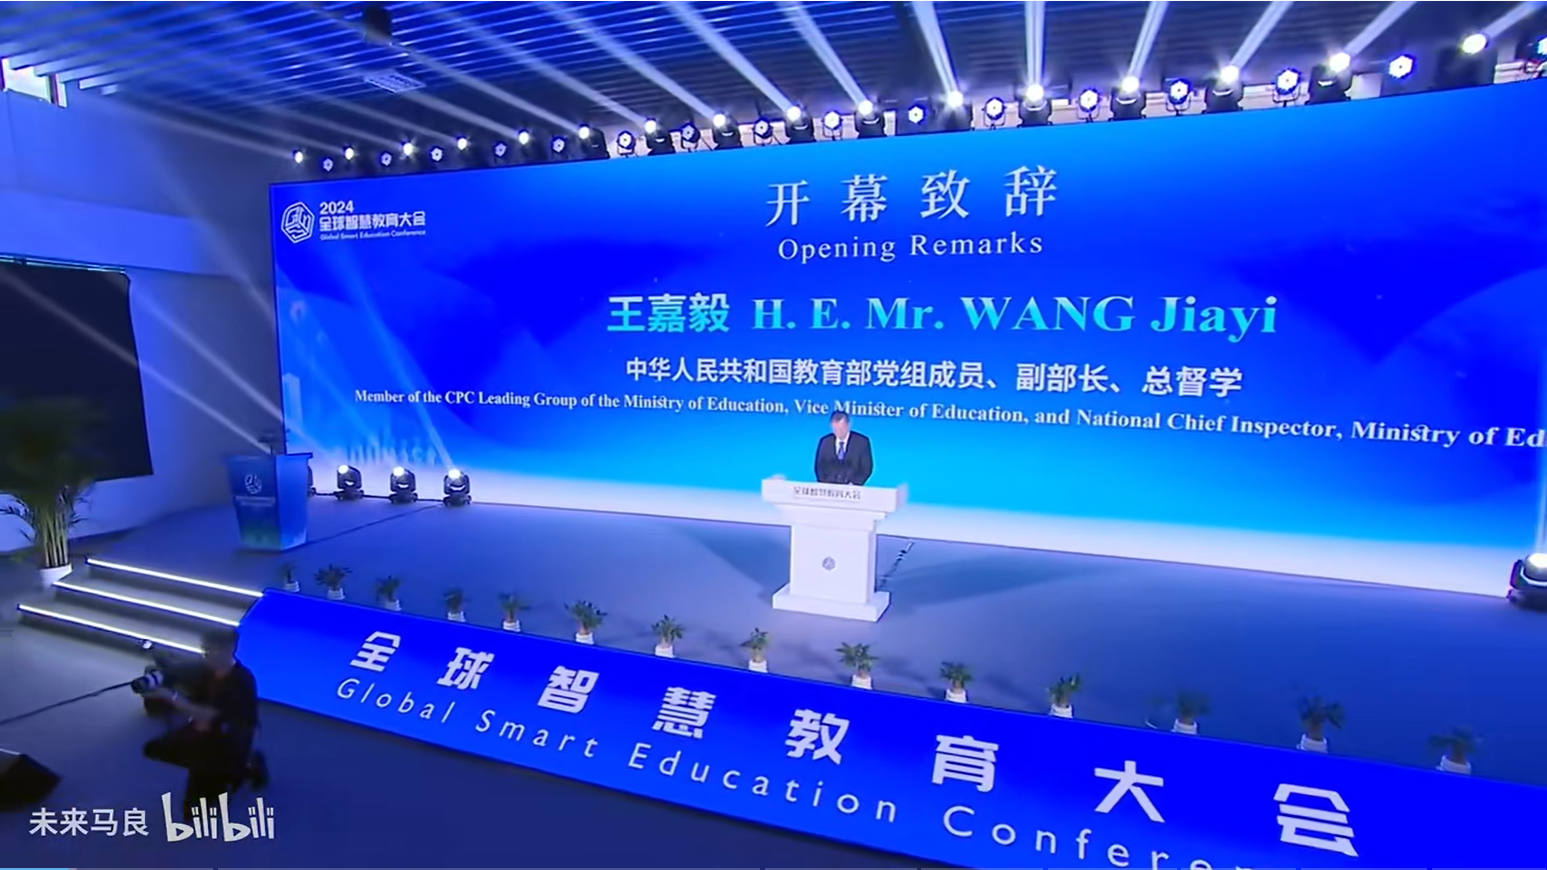 2024
全球智慧教育大会
Global Smart Education Conference
开幕致辞
Opening Remarks
王嘉毅 H. E. Mr. WANG Jiayi
中华人民共和国教育部党组成员、副部长、总督学
Member of the CPC Leading Group of the Ministry of Education, Vice Minister of Education, and National Chief Inspector, Ministry of Ed
全球智慧教育大会
全球智慧教育大会
Global Smart Education Conferen
未来马良 bilibili